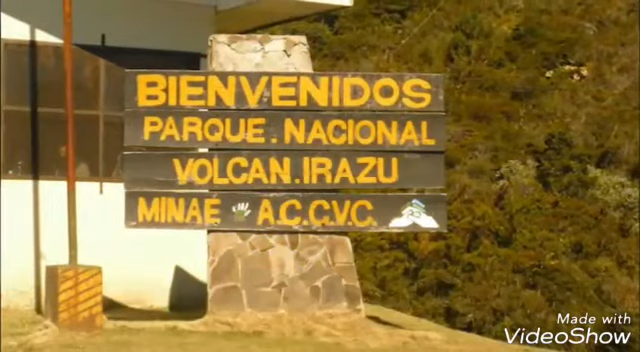 BIENVENIDOS
PARQUE. NACIONAL
VOLCAN. IRAZU
MINAE A.C.C.V.C.
Made with
VideoShow